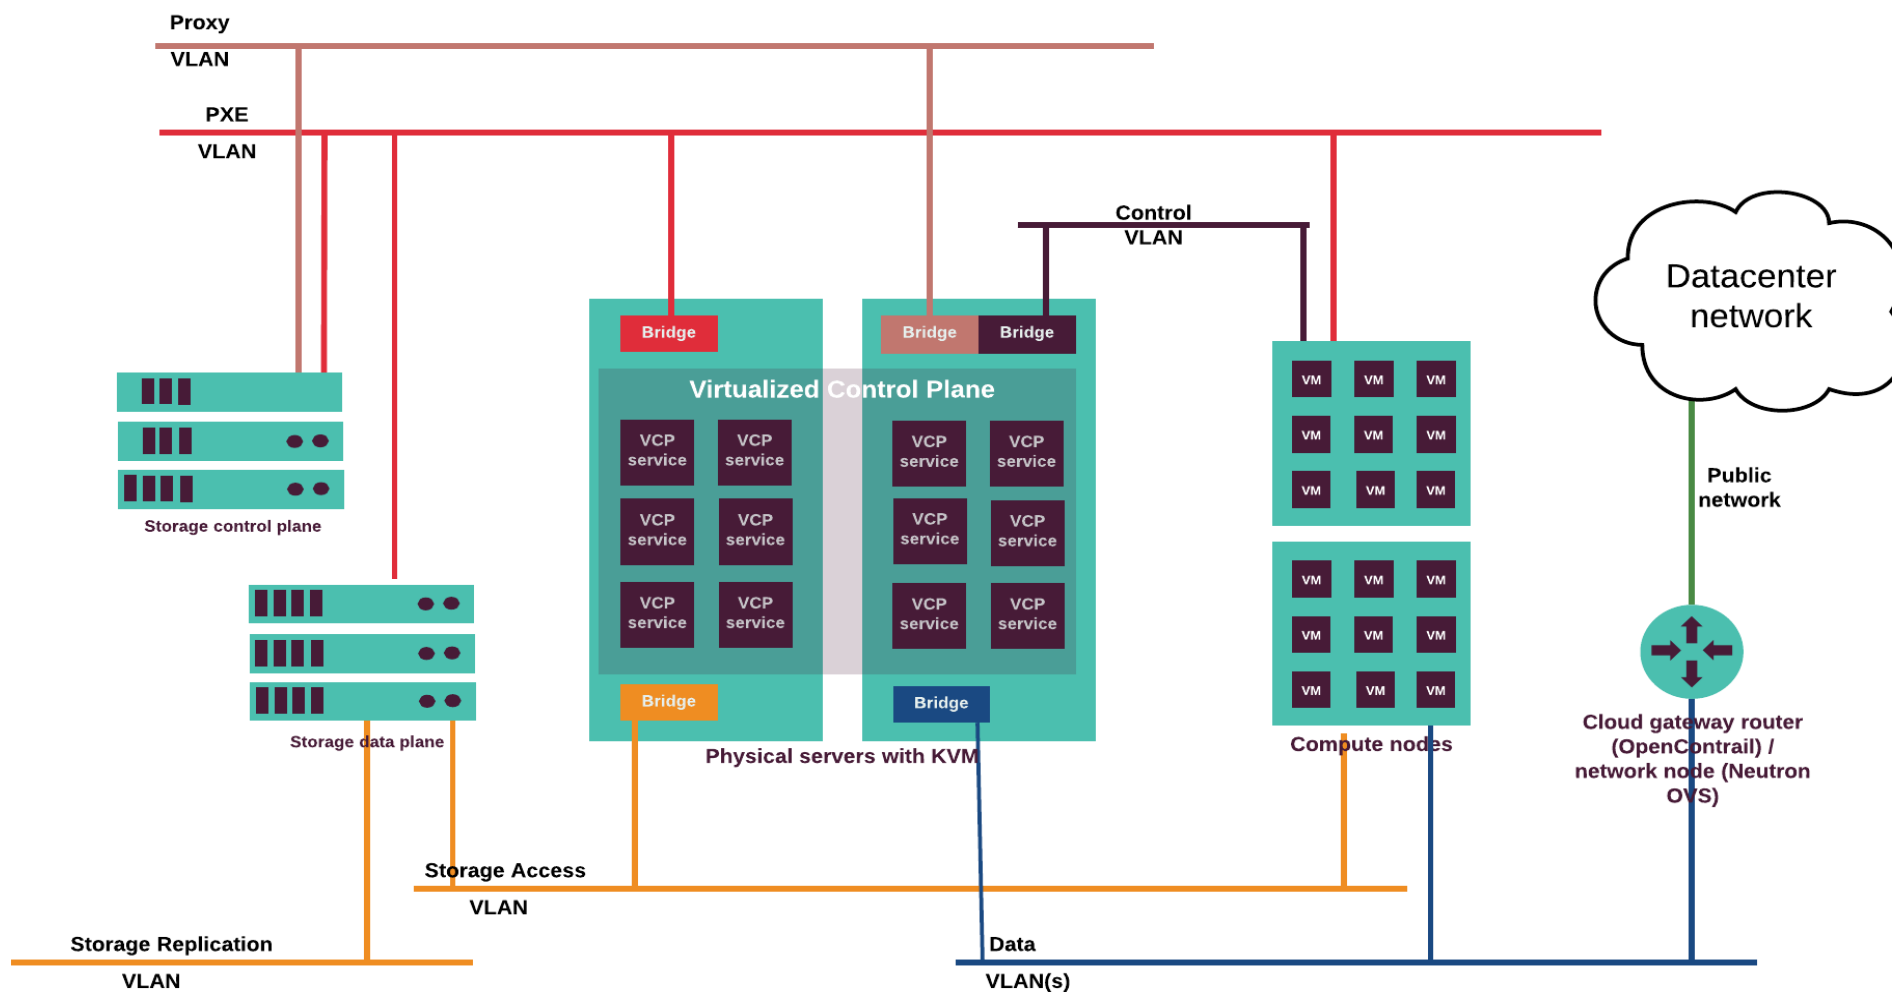 Proxy
VLAN
PXE
VLAN
Control
VLAN
Datacenter
network
Bridge
Bridge
Bridge
Virtualized Control Plane
VCP
service
VCP
service
VCP
service
VCP
service
VCP
service
VCP
service
VCP
service
VCP
service
VCP
service
VCP
service
VCP
service
VCP
service
VM
VM
VM
VM
VM
VM
VM
VM
VM
Public
network
Storage control plane
VM
VM
VM
VM
VM
VM
VM
VM
VM
Bridge
Bridge
Storage data plane
Physical servers with KVM
Compute nodes
Cloud gateway router
(OpenContrail) /
network node (Neutron
OVS)
Storage Access
VLAN
Storage Replication
VLAN
Data
VLAN(s)